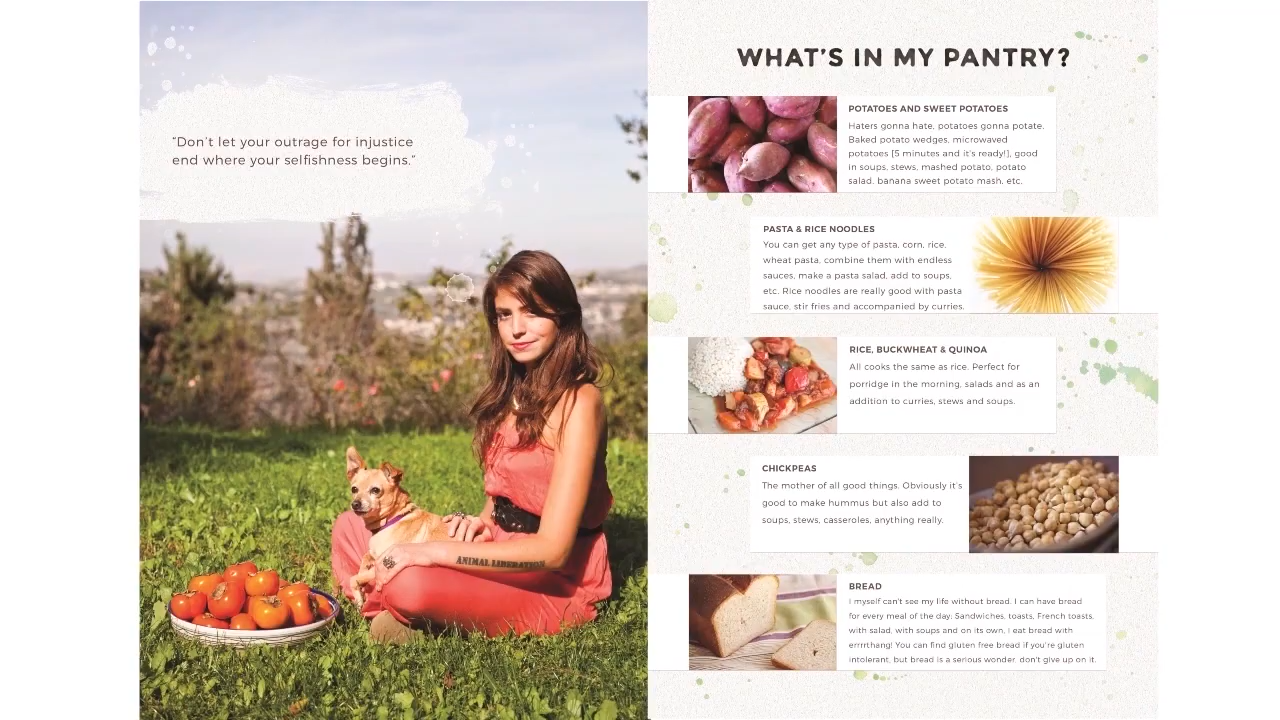 “Don’t let your outrage for injustice
end where your selfishness begins.”
ANIMAL LIBERATION
WHAT’S IN MY PANTRY?
POTATOES AND SWEET POTATOES
Haters gonna hate, potatoes gonna potate.
Baked potato wedges, microwaved
potatoes [5 minutes and it’s ready!], good
in soups, stews, mashed potato, potato
salad, banana sweet potato mash, etc.
PASTA & RICE NOODLES
You can get any type of pasta, corn, rice,
wheat pasta, combine them with endless
sauces, make a pasta salad, add to soups,
etc. Rice noodles are really good with pasta
sauce, stir fries and accompanied by curries.
RICE, BUCKWHEAT & QUINOA
All cooks the same as rice. Perfect for
porridge in the morning, salads and as an
addition to curries, stews and soups.
CHICKPEAS
The mother of all good things. Obviously it’s
good to make hummus but also add to
soups, stews, casseroles, anything really.
BREAD
I myself can’t see my life without bread. I can have bread
for every meal of the day; Sandwiches, toasts, French toasts,
with salad, with soups and on its own, I eat bread with
errrrthang! You can find gluten free bread if you’re gluten
intolerant, but bread is a serious wonder, don’t give up on it.